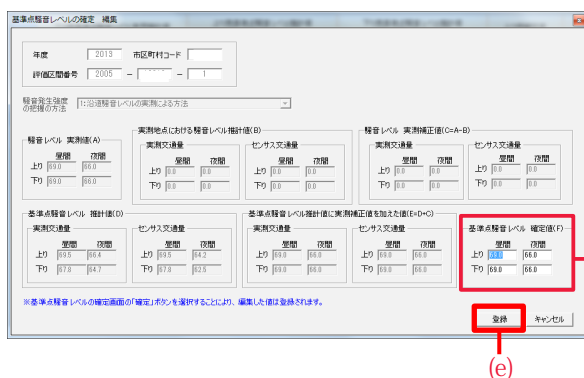 基準点騒音レベルの確定 編集
年度 2013 市区町村コード
評価区間番号 2005 - - 1
騒音発生強度の把握の方法 1:沿道騒音レベルの実測による方法
騒音レベル 実測値(A)
昼間 夜間
上り 69.0 66.0
下り 69.0 66.0
実測地点における騒音レベル推計値(B)
実測交通量
昼間 夜間
上り 0.0 0.0
下り 0.0 0.0
センサス交通量
昼間 夜間
上り 0.0 0.0
下り 0.0 0.0
騒音レベル 実測補正値(C=A-B)
実測交通量
昼間 夜間
上り 0.0 0.0
下り 0.0 0.0
センサス交通量
昼間 夜間
上り 0.0 0.0
下り 0.0 0.0
基準点騒音レベル 推計値(D)
実測交通量
昼間 夜間
上り 69.5 66.4
下り 67.8 64.7
センサス交通量
昼間 夜間
上り 69.5 64.2
下り 67.8 62.5
基準点騒音レベル推計値に実測補正値を加えた値(E=D+C)
実測交通量
昼間 夜間
上り 69.0 66.0
下り 69.0 66.0
センサス交通量
昼間 夜間
上り 69.0 66.0
下り 69.0 66.0
基準点騒音レベル 確定値(F)
昼間 夜間
上り 69.0 66.0
下り 69.0 66.0
※基準点騒音レベルの確定画面の「確定」ボタンを選択することにより、編集した値は登録されます。
登録 キャンセル
(e)